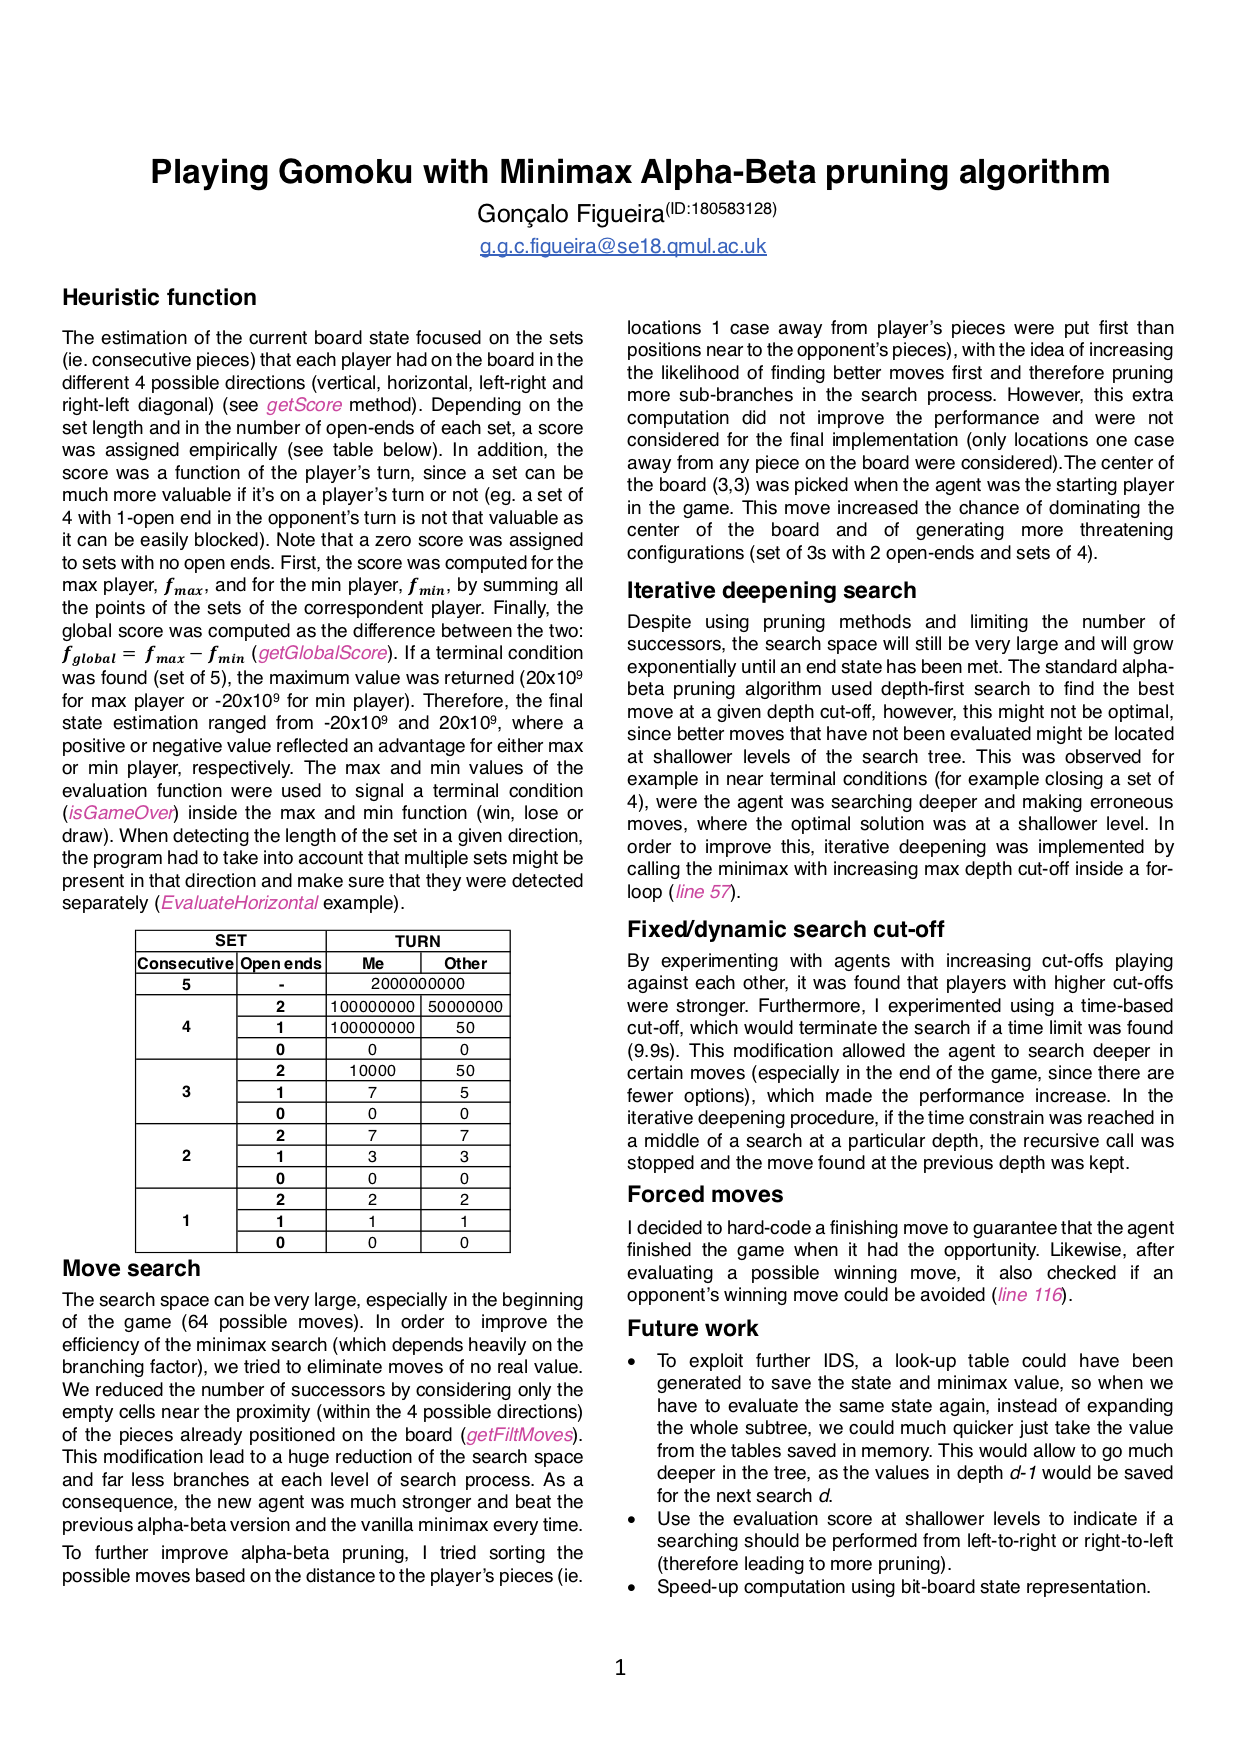 Playing Gomoku with Minimax Alpha-Beta pruning algorithm
Gonçalo Figueira(ID:180583128)
g.g.c.figueira@se18.qmul.ac.uk
Heuristic function
The estimation of the current board state focused on the sets
(ie. consecutive pieces) that each player had on the board in the
different 4 possible directions (vertical, horizontal, left-right and
right-left diagonal) (see getScore method). Depending on the
set length and in the number of open-ends of each set, a score
was assigned empirically (see table below). In addition, the
score was a function of the player's turn, since a set can be
much more valuable if it's on a player's turn or not (eg. a set of
4 with 1-open end in the opponent's turn is not that valuable as
it can be easily blocked). Note that a zero score was assigned
to sets with no open ends. First, the score was computed for the
max player, f_max, and for the min player, f_min, by summing all
the points of the sets of the correspondent player. Finally, the
global score was computed as the difference between the two:
f_global = f_max − f_min (getGlobalScore). If a terminal condition
was found (set of 5), the maximum value was returned (20x10⁹
for max player or -20x10⁹ for min player). Therefore, the final
state estimation ranged from -20x10⁹ and 20x10⁹, where a
positive or negative value reflected an advantage for either max
or min player, respectively. The max and min values of the
evaluation function were used to signal a terminal condition
(isGameOver) inside the max and min function (win, lose or
draw). When detecting the length of the set in a given direction,
the program had to take into account that multiple sets might be
present in that direction and make sure that they were detected
separately (EvaluateHorizontal example).
SET TURN
Consecutive Open ends Me Other
5 - 2000000000
4 2 100000000 50000000
1 100000000 50
0 0 0
3 2 10000 50
1 7 5
0 0 0
2 2 7 7
1 3 3
0 0 0
1 2 2 2
1 1 1
0 0 0
Move search
The search space can be very large, especially in the beginning
of the game (64 possible moves). In order to improve the
efficiency of the minimax search (which depends heavily on the
branching factor), we tried to eliminate moves of no real value.
We reduced the number of successors by considering only the
empty cells near the proximity (within the 4 possible directions)
of the pieces already positioned on the board (getFiltMoves).
This modification lead to a huge reduction of the search space
and far less branches at each level of search process. As a
consequence, the new agent was much stronger and beat the
previous alpha-beta version and the vanilla minimax every time.
To further improve alpha-beta pruning, I tried sorting the
possible moves based on the distance to the player's pieces (ie.
locations 1 case away from player's pieces were put first than
positions near to the opponent's pieces), with the idea of increasing
the likelihood of finding better moves first and therefore pruning
more sub-branches in the search process. However, this extra
computation did not improve the performance and were not
considered for the final implementation (only locations one case
away from any piece on the board were considered).The center of
the board (3,3) was picked when the agent was the starting player
in the game. This move increased the chance of dominating the
center of the board and of generating more threatening
configurations (set of 3s with 2 open-ends and sets of 4).
Iterative deepening search
Despite using pruning methods and limiting the number of
successors, the search space will still be very large and will grow
exponentially until an end state has been met. The standard alpha-
beta pruning algorithm used depth-first search to find the best
move at a given depth cut-off, however, this might not be optimal,
since better moves that have not been evaluated might be located
at shallower levels of the search tree. This was observed for
example in near terminal conditions (for example closing a set of
4), were the agent was searching deeper and making erroneous
moves, where the optimal solution was at a shallower level. In
order to improve this, iterative deepening was implemented by
calling the minimax with increasing max depth cut-off inside a for-
loop (line 57).
Fixed/dynamic search cut-off
By experimenting with agents with increasing cut-offs playing
against each other, it was found that players with higher cut-offs
were stronger. Furthermore, I experimented using a time-based
cut-off, which would terminate the search if a time limit was found
(9.9s). This modification allowed the agent to search deeper in
certain moves (especially in the end of the game, since there are
fewer options), which made the performance increase. In the
iterative deepening procedure, if the time constrain was reached in
a middle of a search at a particular depth, the recursive call was
stopped and the move found at the previous depth was kept.
Forced moves
I decided to hard-code a finishing move to guarantee that the agent
finished the game when it had the opportunity. Likewise, after
evaluating a possible winning move, it also checked if an
opponent's winning move could be avoided (line 116).
Future work
• To exploit further IDS, a look-up table could have been
generated to save the state and minimax value, so when we
have to evaluate the same state again, instead of expanding
the whole subtree, we could much quicker just take the value
from the tables saved in memory. This would allow to go much
deeper in the tree, as the values in depth d-1 would be saved
for the next search d.
• Use the evaluation score at shallower levels to indicate if a
searching should be performed from left-to-right or right-to-left
(therefore leading to more pruning).
• Speed-up computation using bit-board state representation.
1